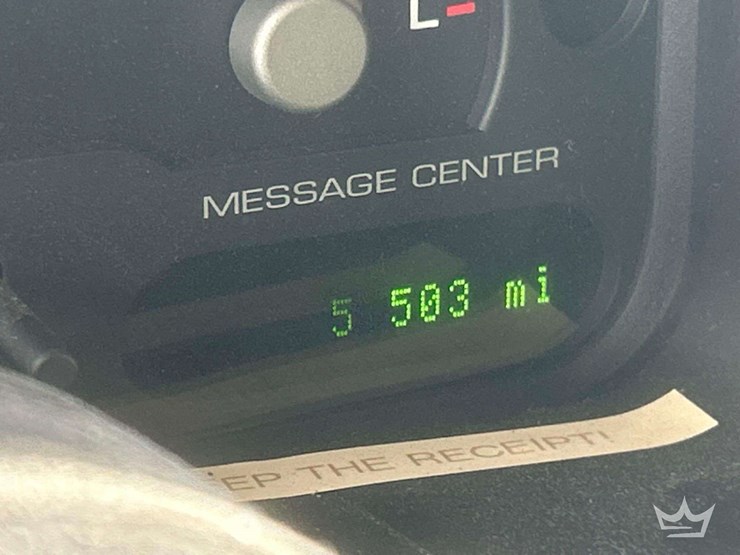 L
MESSAGE CENTER
5 503 mi
EP THE RECEIPT!